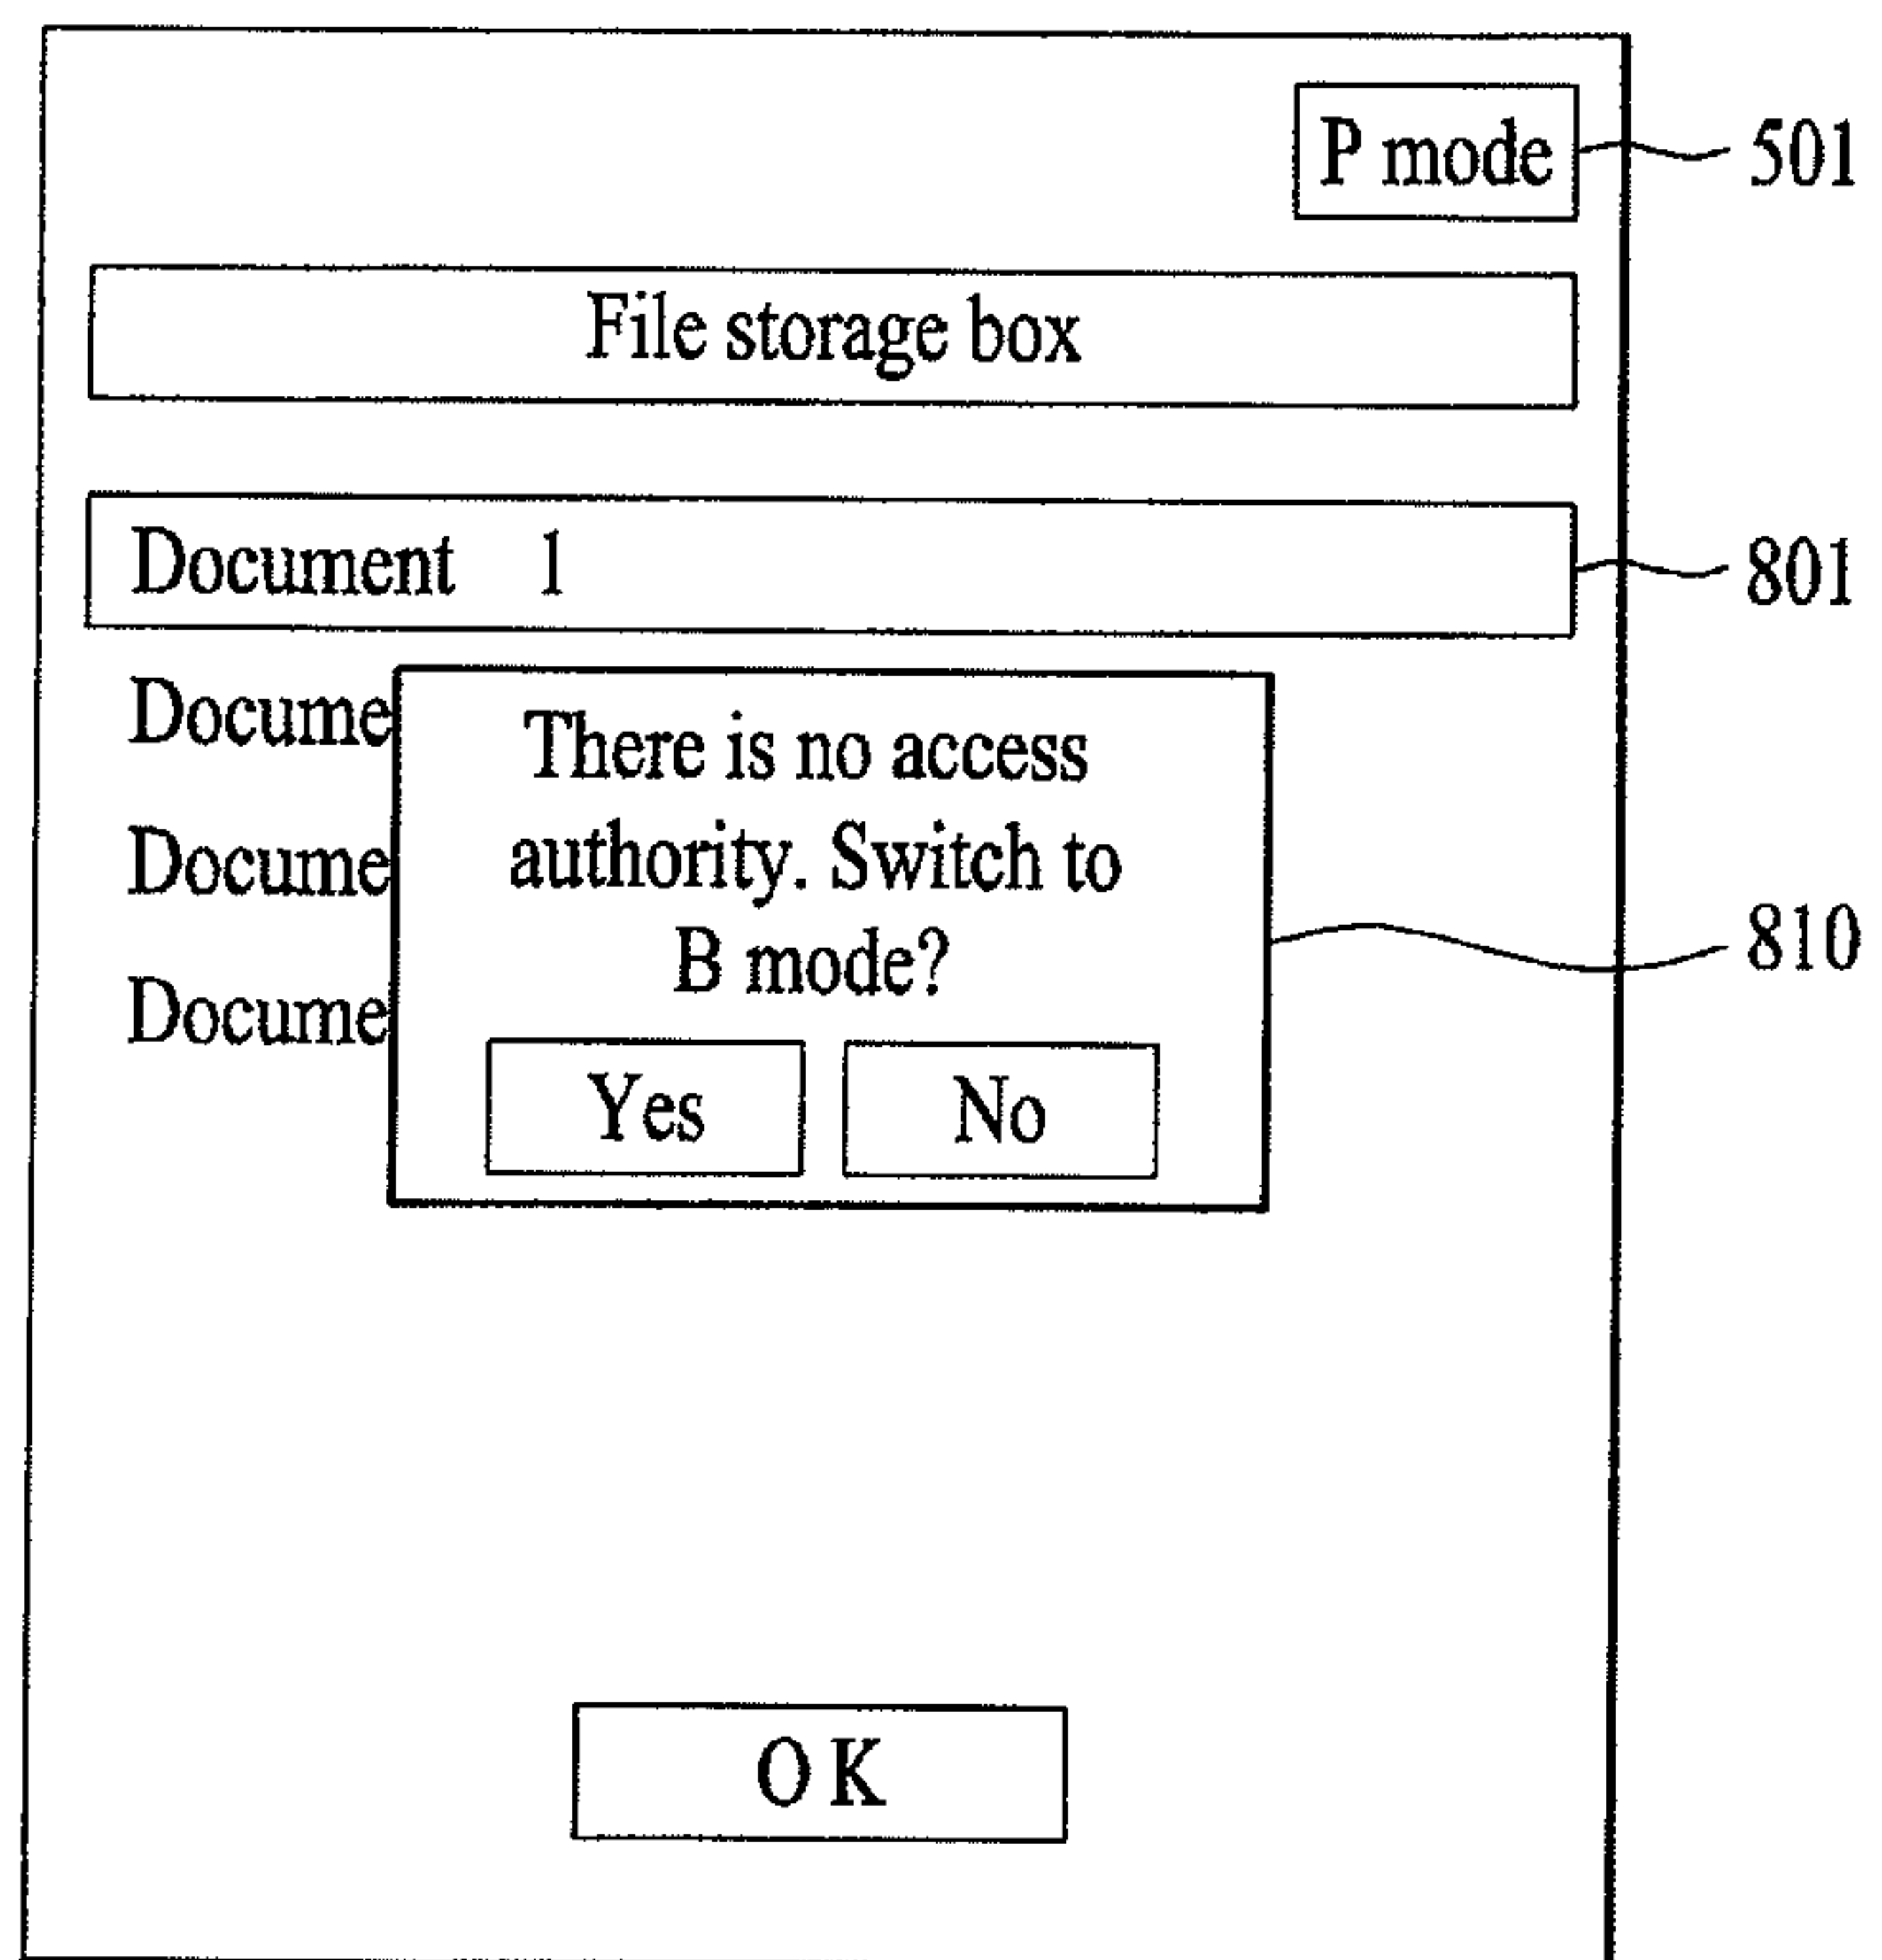 P mode
501
File storage box
Document 1
801
Docume
There is no access
authority. Switch to
B mode?
810
Docume
Docume
Yes
No
OK